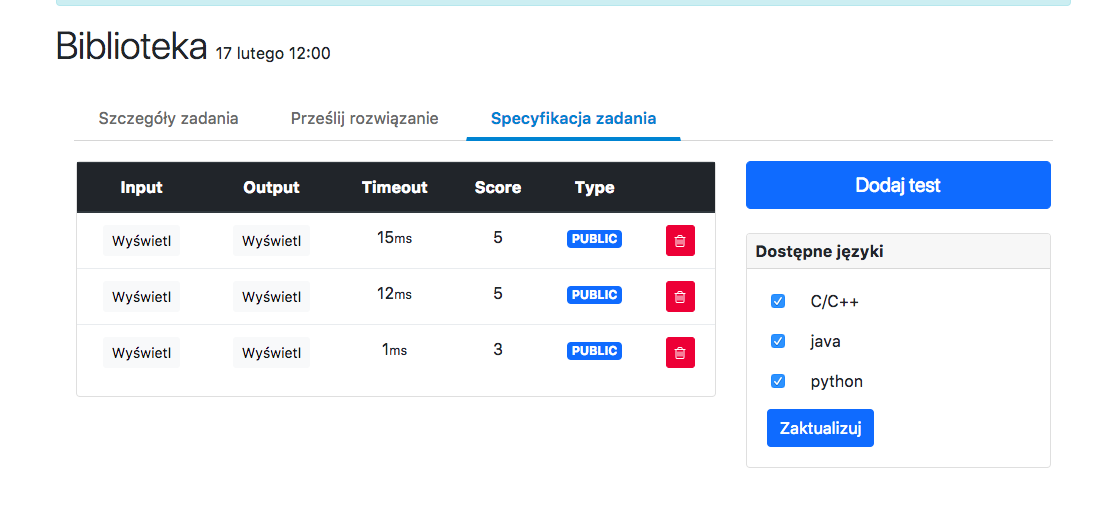 Biblioteka 17 lutego 12:00
Szczegóły zadania Prześlij rozwiązanie Specyfikacja zadania
Input Output Timeout Score Type
Wyświetl Wyświetl 15ms 5 PUBLIC
Wyświetl Wyświetl 12ms 5 PUBLIC
Wyświetl Wyświetl 1ms 3 PUBLIC
Dodaj test
Dostępne języki
C/C++
java
python
Zaktualizuj